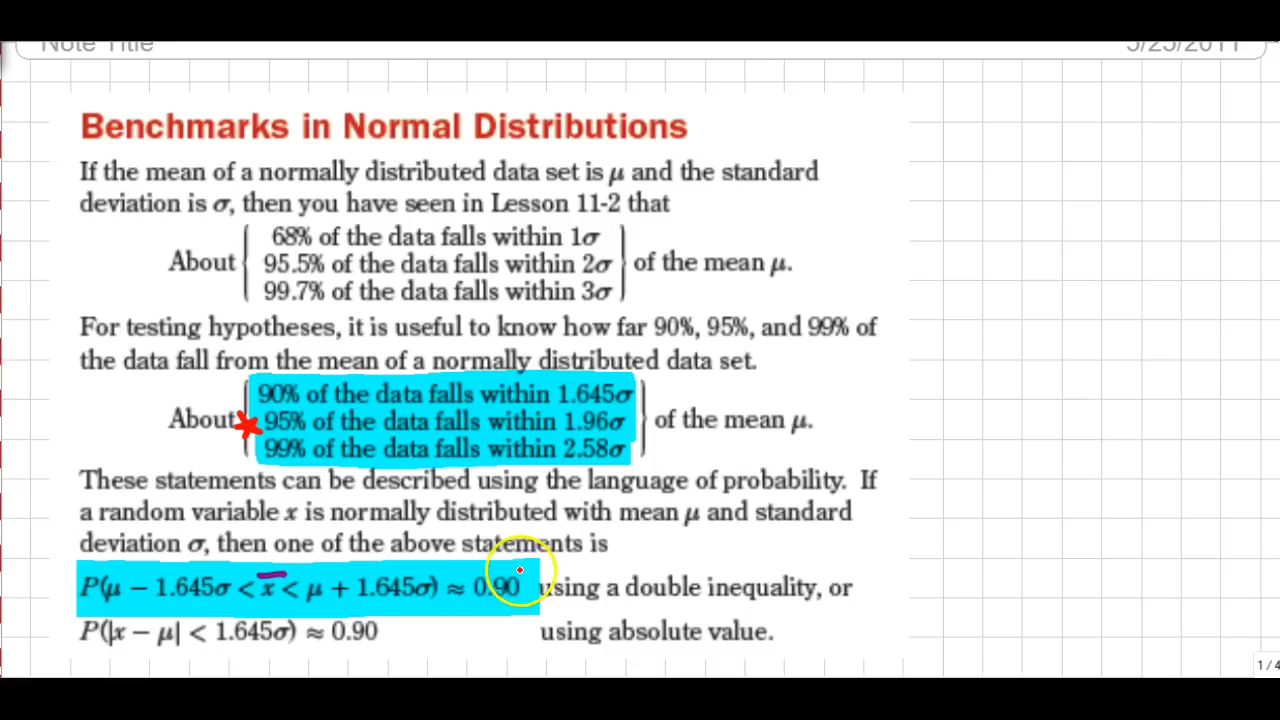 Note Title 5/25/2011
Benchmarks in Normal Distributions
If the mean of a normally distributed data set is μ and the standard
deviation is σ, then you have seen in Lesson 11-2 that
68% of the data falls within 1σ
About { 95.5% of the data falls within 2σ } of the mean μ.
99.7% of the data falls within 3σ
For testing hypotheses, it is useful to know how far 90%, 95%, and 99% of
the data fall from the mean of a normally distributed data set.
90% of the data falls within 1.645σ
About { 95% of the data falls within 1.96σ } of the mean μ.
99% of the data falls within 2.58σ
These statements can be described using the language of probability. If
a random variable x is normally distributed with mean μ and standard
deviation σ, then one of the above statements is
P(μ − 1.645σ < x < μ + 1.645σ) ≈ 0.90 using a double inequality, or
P(|x − μ| < 1.645σ) ≈ 0.90 using absolute value.
1/4